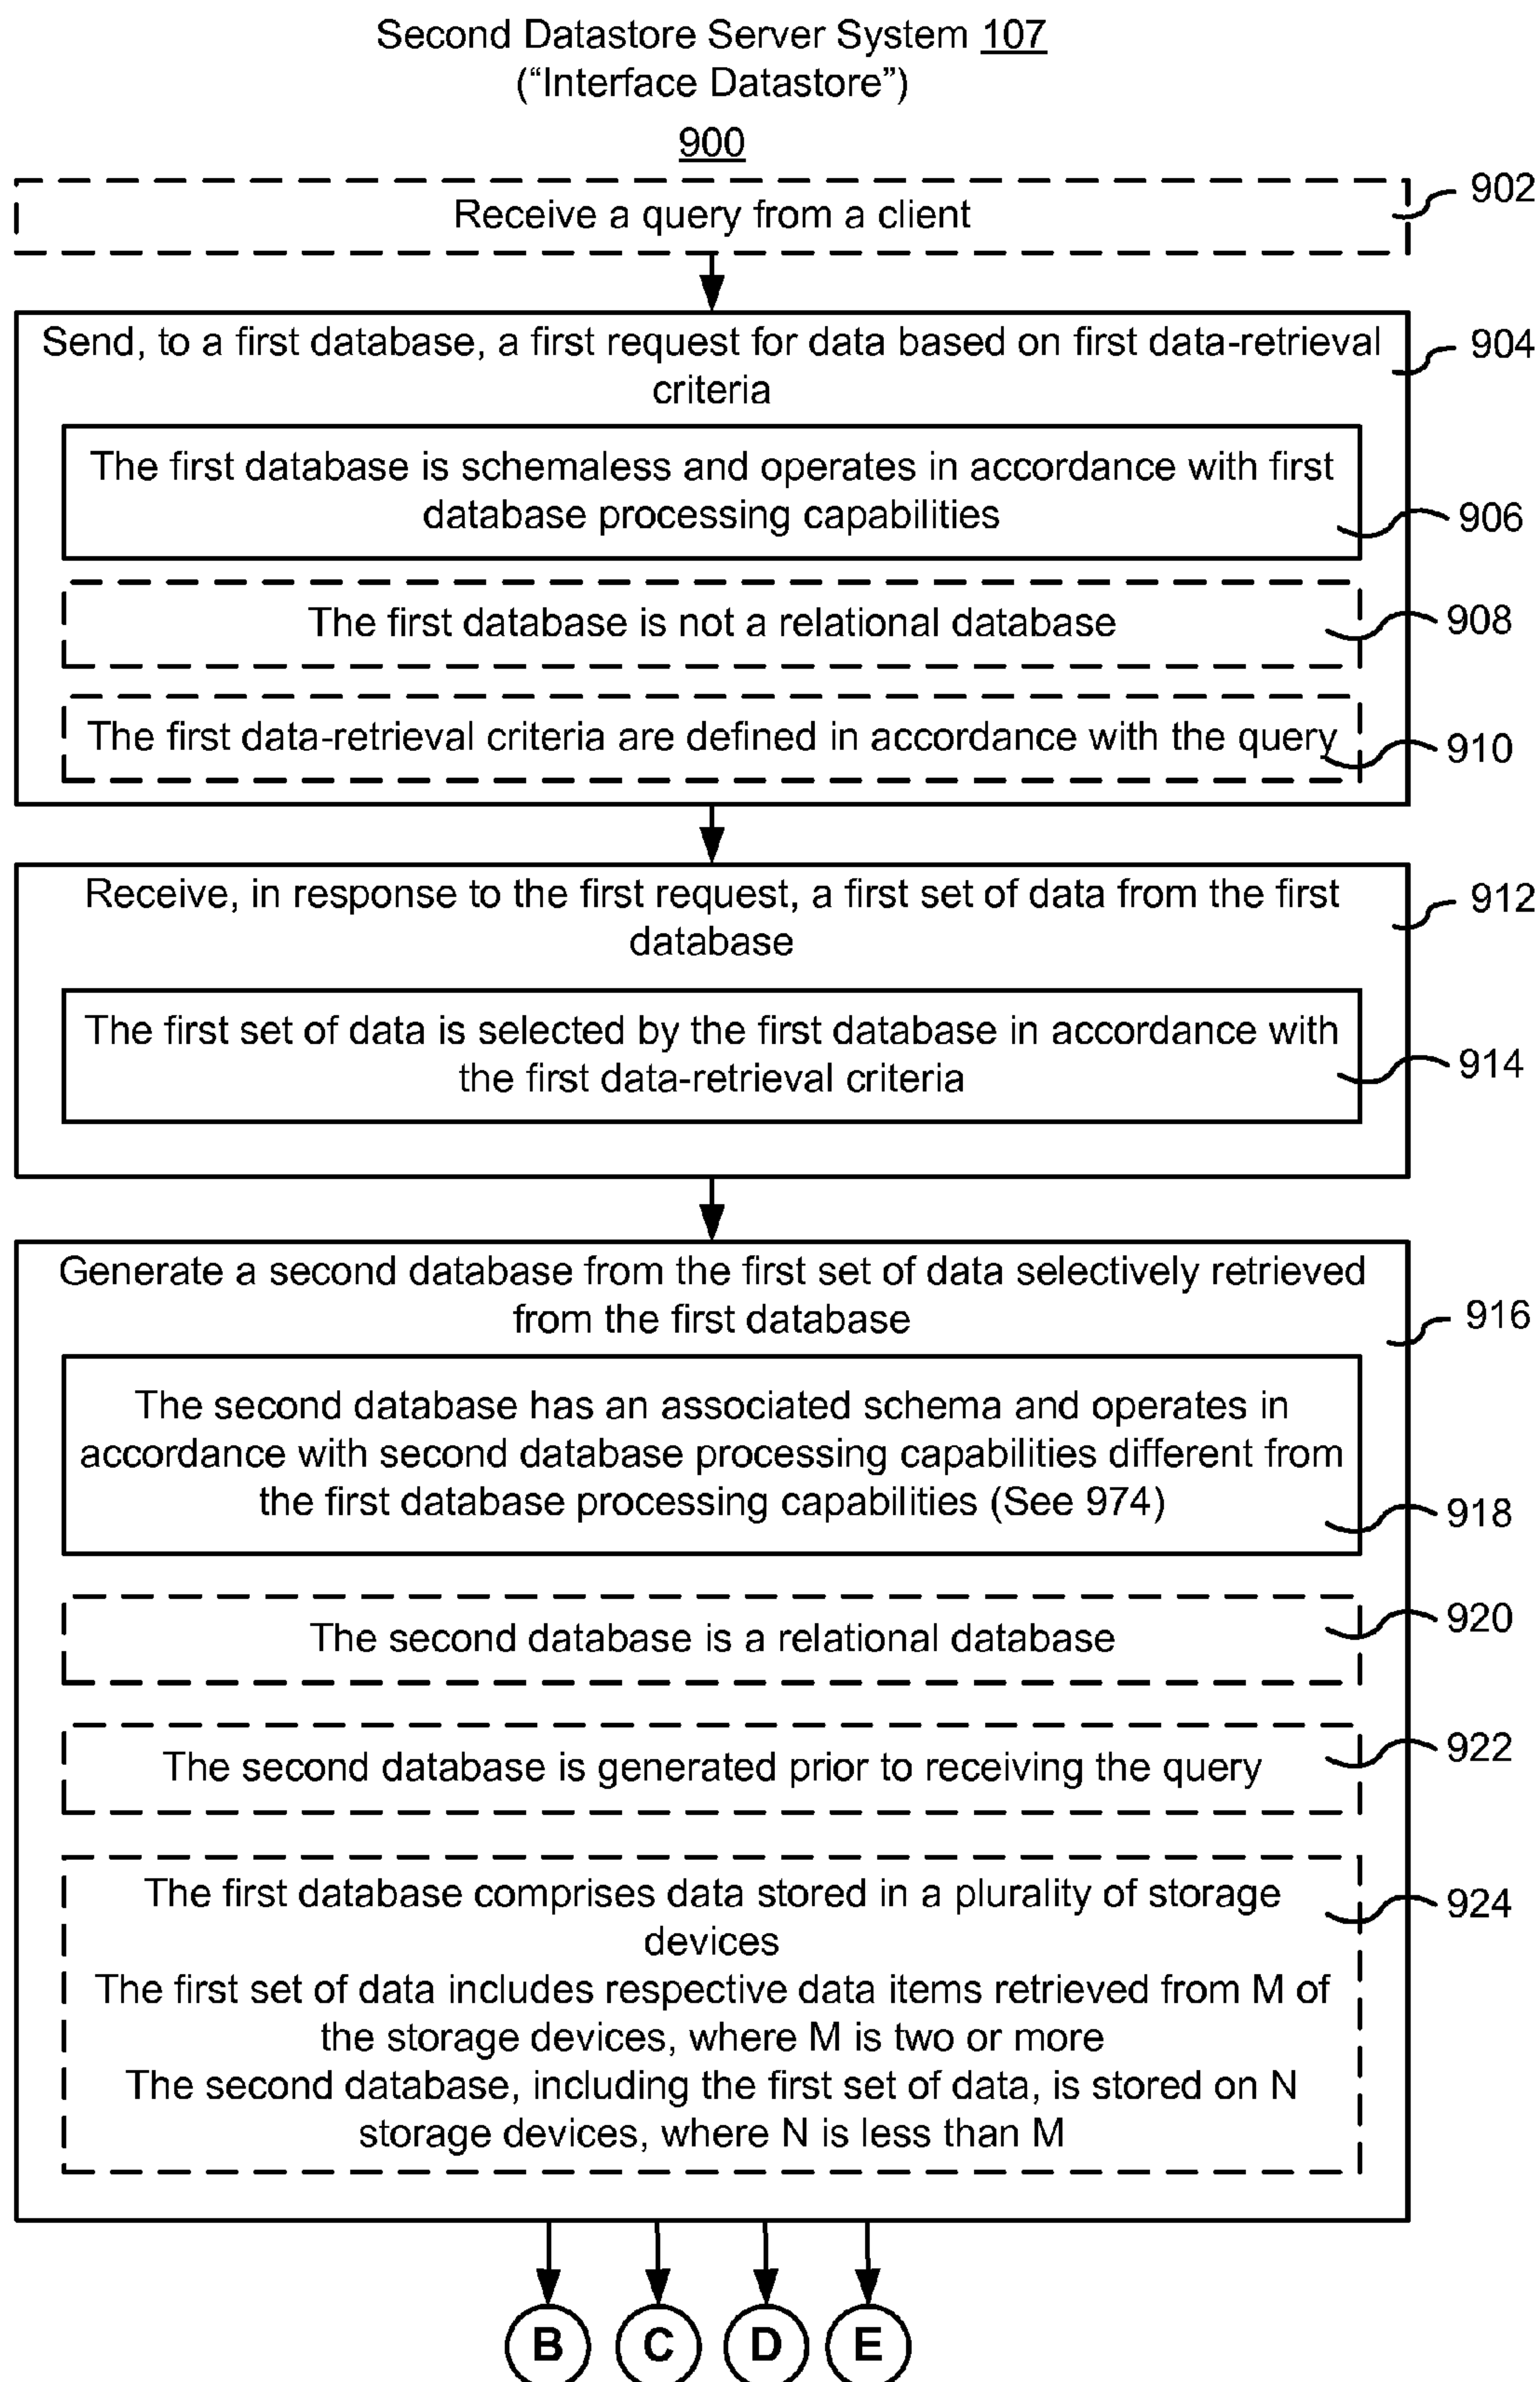 Second Datastore Server System 107
(“Interface Datastore”)
900
Receive a query from a client
902
Send, to a first database, a first request for data based on first data-retrieval
criteria
904
The first database is schemaless and operates in accordance with first
database processing capabilities
906
The first database is not a relational database
908
The first data-retrieval criteria are defined in accordance with the query
910
Receive, in response to the first request, a first set of data from the first
database
912
The first set of data is selected by the first database in accordance with
the first data-retrieval criteria
914
Generate a second database from the first set of data selectively retrieved
from the first database
916
The second database has an associated schema and operates in
accordance with second database processing capabilities different from
the first database processing capabilities (See 974)
918
The second database is a relational database
920
The second database is generated prior to receiving the query
922
The first database comprises data stored in a plurality of storage
devices
The first set of data includes respective data items retrieved from M of
the storage devices, where M is two or more
The second database, including the first set of data, is stored on N
storage devices, where N is less than M
924
B C D E